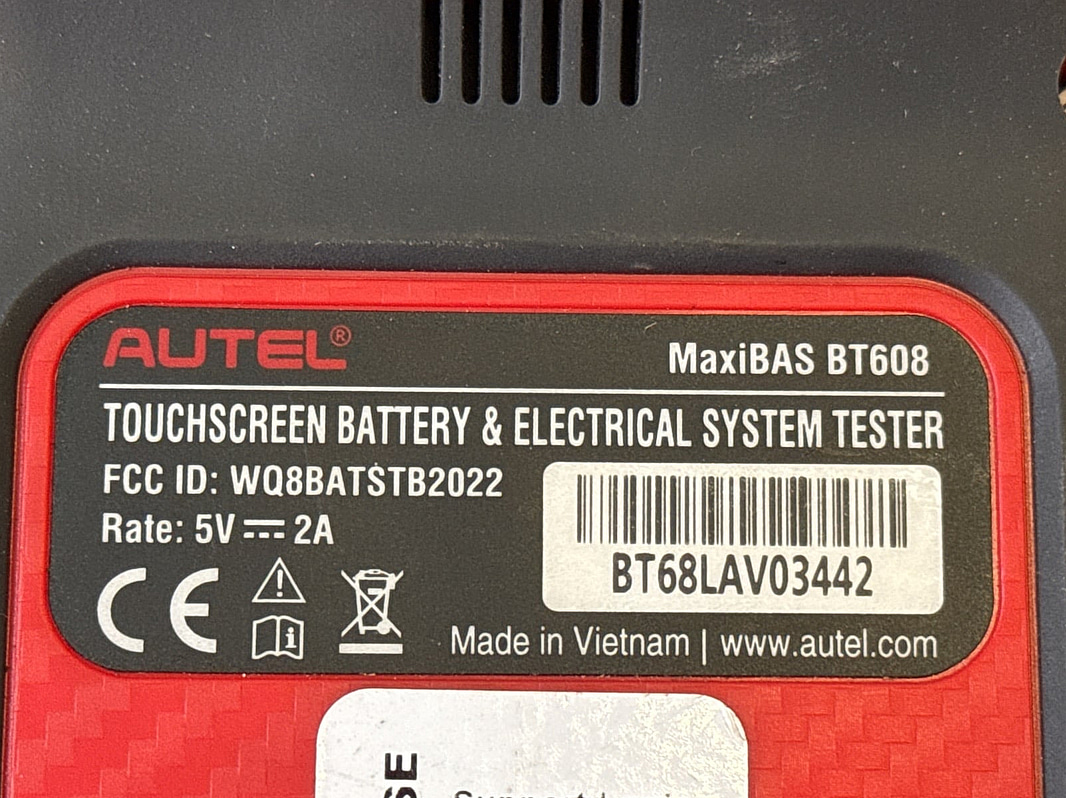 AUTEL®
MaxiBAS BT608
TOUCHSCREEN BATTERY & ELECTRICAL SYSTEM TESTER
FCC ID: WQ8BATSTB2022
Rate: 5V ⎓ 2A
BT68LAV03442
CE
Made in Vietnam | www.autel.com